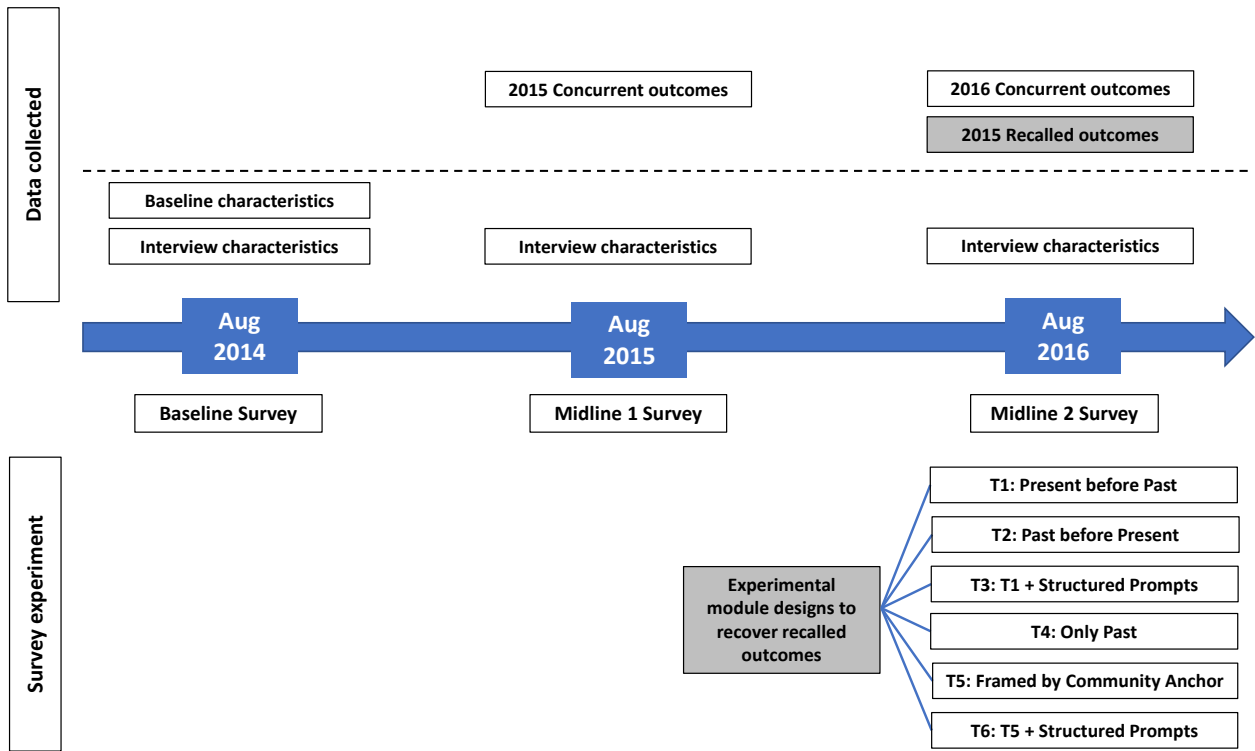 Data collected
2015 Concurrent outcomes
2016 Concurrent outcomes
2015 Recalled outcomes
Baseline characteristics
Interview characteristics
Interview characteristics
Interview characteristics
Aug
2014
Aug
2015
Aug
2016
Baseline Survey
Midline 1 Survey
Midline 2 Survey
Survey experiment
Experimental
module designs to
recover recalled
outcomes
T1: Present before Past
T2: Past before Present
T3: T1 + Structured Prompts
T4: Only Past
T5: Framed by Community Anchor
T6: T5 + Structured Prompts